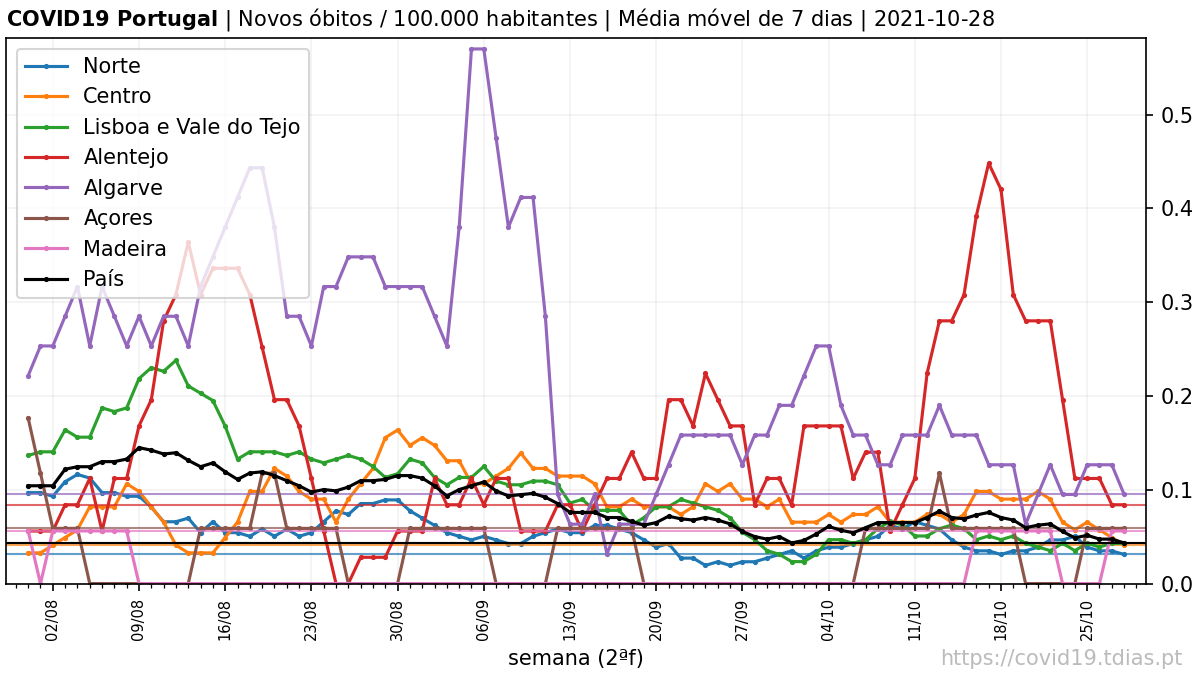 COVID19 Portugal | Novos óbitos / 100.000 habitantes | Média móvel de 7 dias | 2021-10-28
Norte
Centro
Lisboa e Vale do Tejo
Alentejo
Algarve
Açores
Madeira
País
0.5
0.4
0.3
0.2
0.1
0.0
02/08
09/08
16/08
23/08
30/08
06/09
13/09
20/09
27/09
04/10
11/10
18/10
25/10
semana (2ªf)
https://covid19.tdias.pt